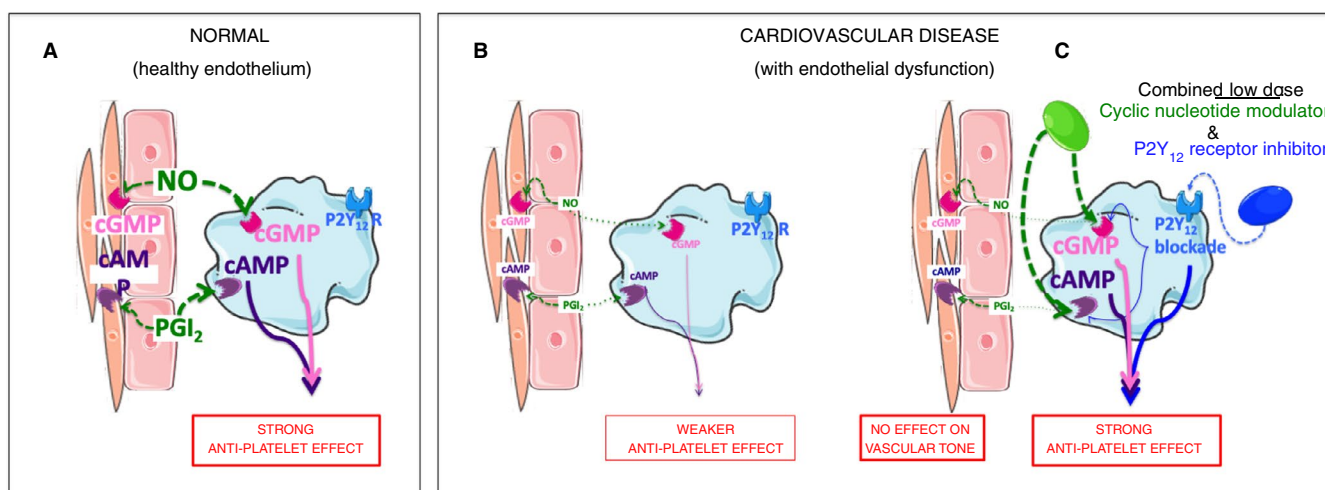 A
NORMAL
(healthy endothelium)
NO
cGMP
cAM
P
PGI₂
cGMP
cAMP
P2Y₁₂R
STRONG
ANTI-PLATELET EFFECT
B
CARDIOVASCULAR DISEASE
(with endothelial dysfunction)
NO
cGMP
cAMP
PGI₂
cGMP
cAMP
P2Y₁₂R
WEAKER
ANTI-PLATELET EFFECT
C
Combined low dose
Cyclic nucleotide modulator
&
P2Y₁₂ receptor inhibitor
NO
cGMP
cAMP
PGI₂
cGMP
cAMP
P2Y₁₂
blockade
NO EFFECT ON
VASCULAR TONE
STRONG
ANTI-PLATELET EFFECT